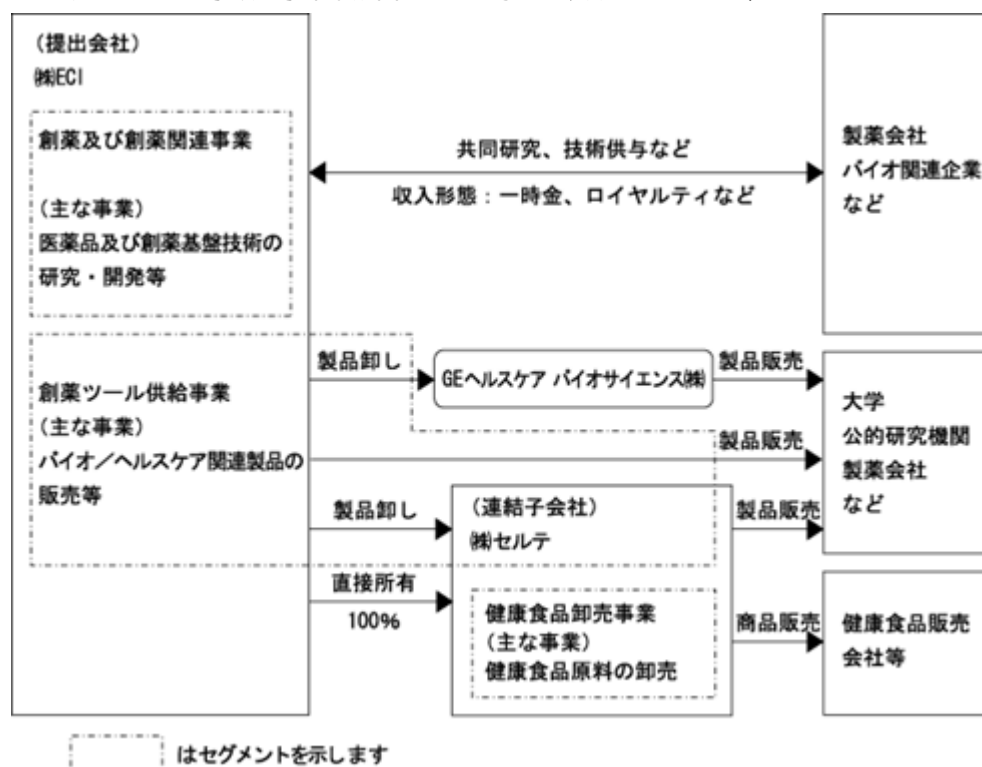 (提出会社)
㈱ECI
創薬及び創薬関連事業
(主な事業)
医薬品及び創薬基盤技術の
研究・開発等
共同研究、技術供与など
収入形態:一時金、ロイヤルティなど
製薬会社
バイオ関連企業
など
創薬ツール供給事業
(主な事業)
バイオ/ヘルスケア関連製品の
販売等
製品卸し
GEヘルスケア バイオサイエンス㈱
製品販売
製品販売
大学
公的研究機関
製薬会社
など
製品卸し
(連結子会社)
㈱セルテ
製品販売
直接所有
100%
健康食品卸売事業
(主な事業)
健康食品原料の卸売
商品販売
健康食品販売
会社等
はセグメントを示します